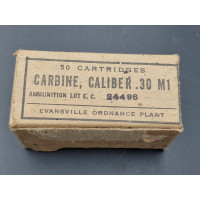 50 CARTRIDGES
CARBINE, CALIBER .30 M1
AMMUNITION LOT E. C. 24496
EVANSVILLE ORDNANCE PLANT